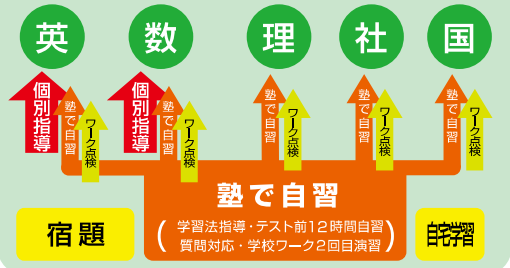 英 数 理 社 国
個別指導 塾で自習 ワーク点検 個別指導 塾で自習 ワーク点検 塾で自習 ワーク点検 塾で自習 ワーク点検 塾で自習 ワーク点検
塾で自習
宿題 (学習法指導・テスト前12時間自習 自宅学習
質問対応・学校ワーク2回目演習)